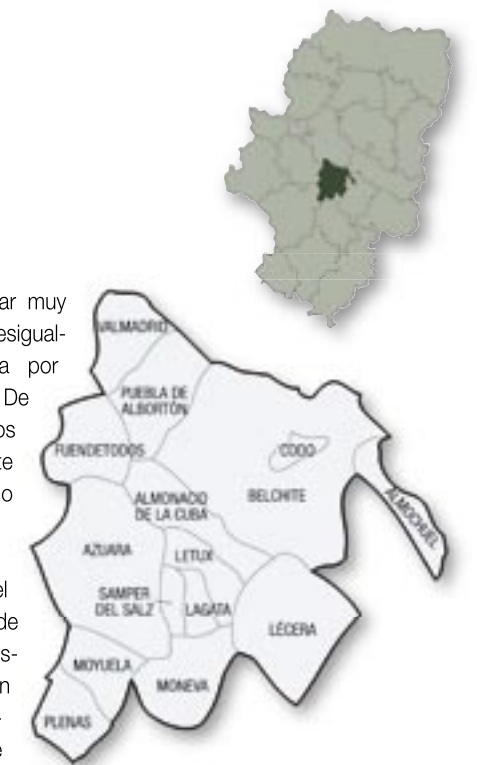 ar muy
esigual-
a por
De
os
te
o
el
de
s-
n
-
e
VALMADRID
PUEBLA DE
ALBORTÓN
FUENDETODOS
CODO
BELCHITE
ALMONACID
DE LA CUBA
ALMOCHUEL
AZUARA
LETUX
SAMPER
DEL SALZ
LAGATA
LÉCERA
MOYUELA
MONEVA
PLENAS